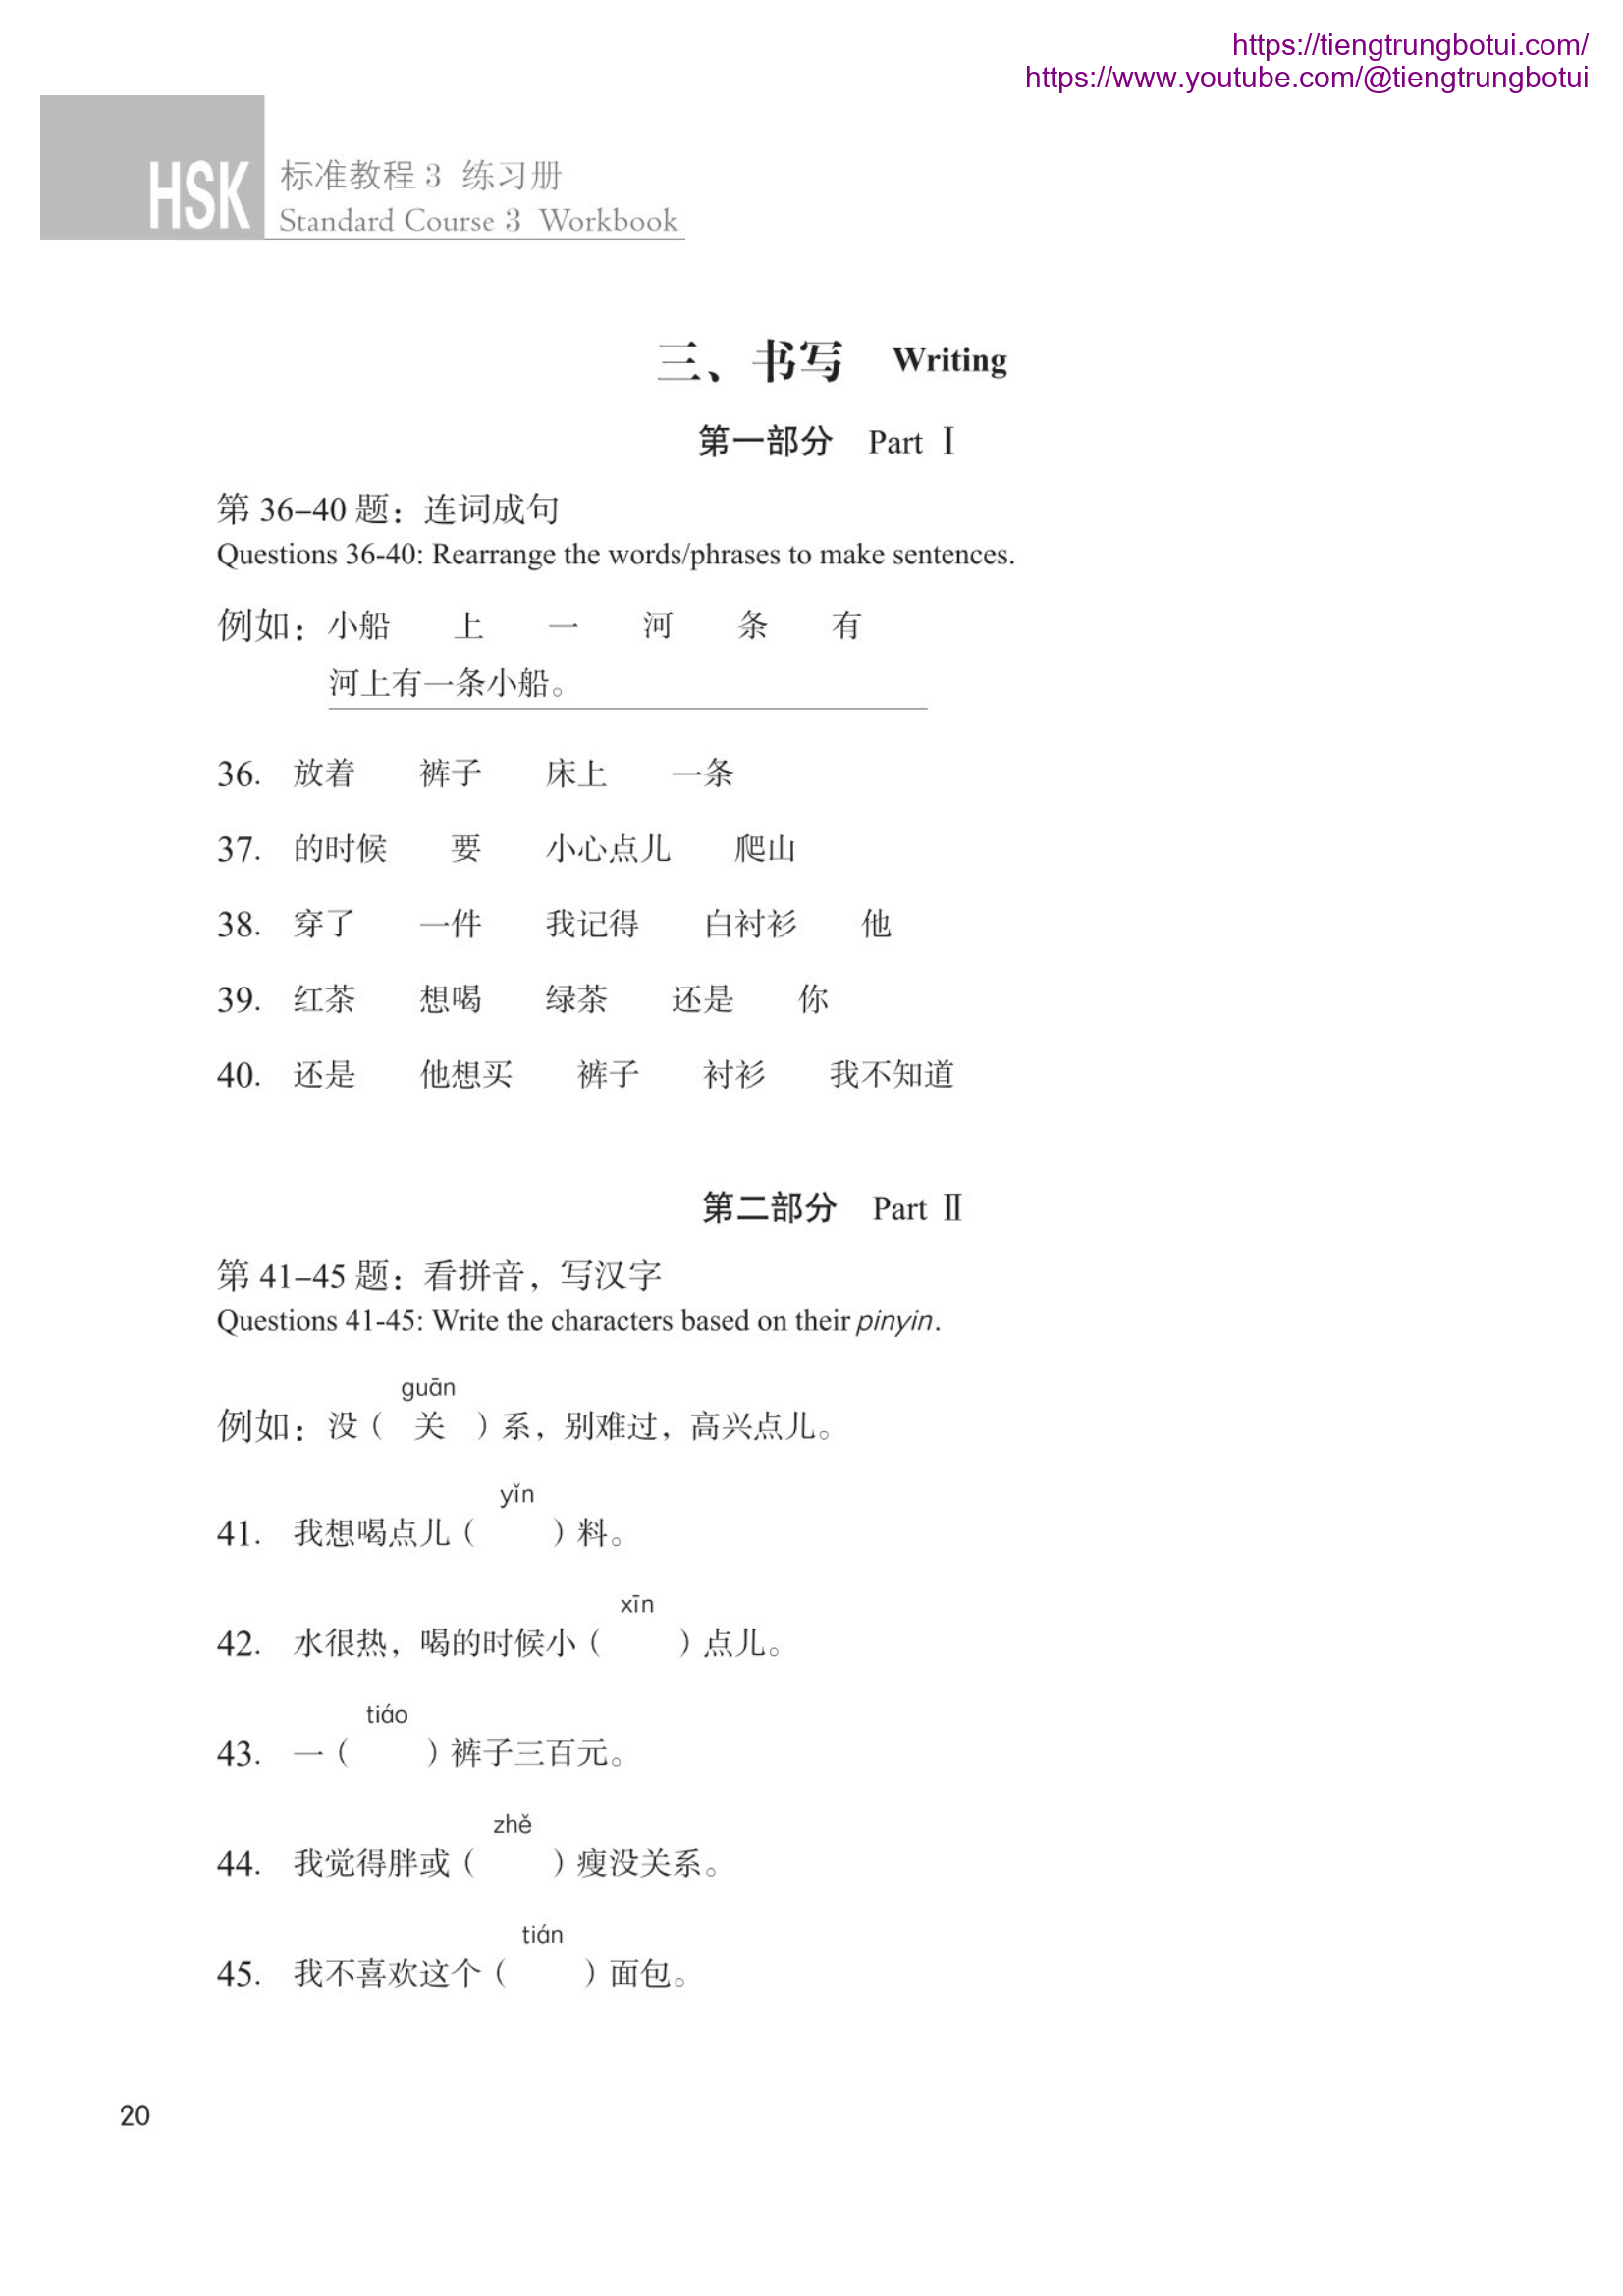 https://tiengtrungbotui.com/
https://www.youtube.com/@tiengtrungbotui
HSK 标准教程 3 练习册
Standard Course 3 Workbook
三、书写 Writing
第一部分 Part Ⅰ
第 36–40 题：连词成句
Questions 36-40: Rearrange the words/phrases to make sentences.
例如：小船 上 一 河 条 有
河上有一条小船。
36. 放着 裤子 床上 一条
37. 的时候 要 小心点儿 爬山
38. 穿了 一件 我记得 白衬衫 他
39. 红茶 想喝 绿茶 还是 你
40. 还是 他想买 裤子 衬衫 我不知道
第二部分 Part Ⅱ
第 41–45 题：看拼音，写汉字
Questions 41-45: Write the characters based on their pinyin.
guān
例如：没（ 关 ）系，别难过，高兴点儿。
yǐn
41. 我想喝点儿（ ）料。
xīn
42. 水很热，喝的时候小（ ）点儿。
tiáo
43. 一（ ）裤子三百元。
zhě
44. 我觉得胖或（ ）瘦没关系。
tián
45. 我不喜欢这个（ ）面包。
20